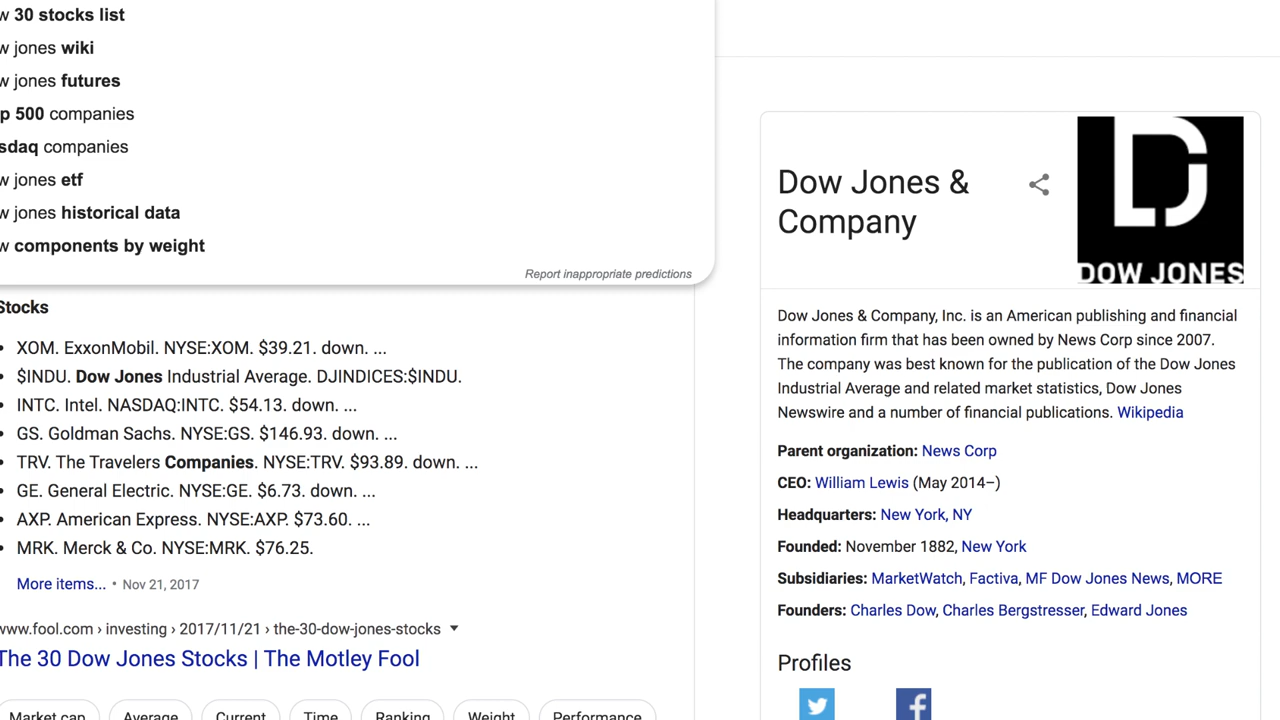 w 30 stocks list
w jones wiki
w jones futures
p 500 companies
sdaq companies
w jones etf
w jones historical data
w components by weight
Report inappropriate predictions
Stocks
• XOM. ExxonMobil. NYSE:XOM. $39.21. down. ...
• $INDU. Dow Jones Industrial Average. DJINDICES:$INDU.
• INTC. Intel. NASDAQ:INTC. $54.13. down. ...
• GS. Goldman Sachs. NYSE:GS. $146.93. down. ...
• TRV. The Travelers Companies. NYSE:TRV. $93.89. down. ...
• GE. General Electric. NYSE:GE. $6.73. down. ...
• AXP. American Express. NYSE:AXP. $73.60. ...
• MRK. Merck & Co. NYSE:MRK. $76.25.
More items... • Nov 21, 2017
www.fool.com › investing › 2017/11/21 › the-30-dow-jones-stocks
The 30 Dow Jones Stocks | The Motley Fool
Market cap Average Current Time Ranking Weight Performance
Dow Jones &
Company
DJ
DOW JONES
Dow Jones & Company, Inc. is an American publishing and financial
information firm that has been owned by News Corp since 2007.
The company was best known for the publication of the Dow Jones
Industrial Average and related market statistics, Dow Jones
Newswire and a number of financial publications. Wikipedia
Parent organization: News Corp
CEO: William Lewis (May 2014–)
Headquarters: New York, NY
Founded: November 1882, New York
Subsidiaries: MarketWatch, Factiva, MF Dow Jones News, MORE
Founders: Charles Dow, Charles Bergstresser, Edward Jones
Profiles